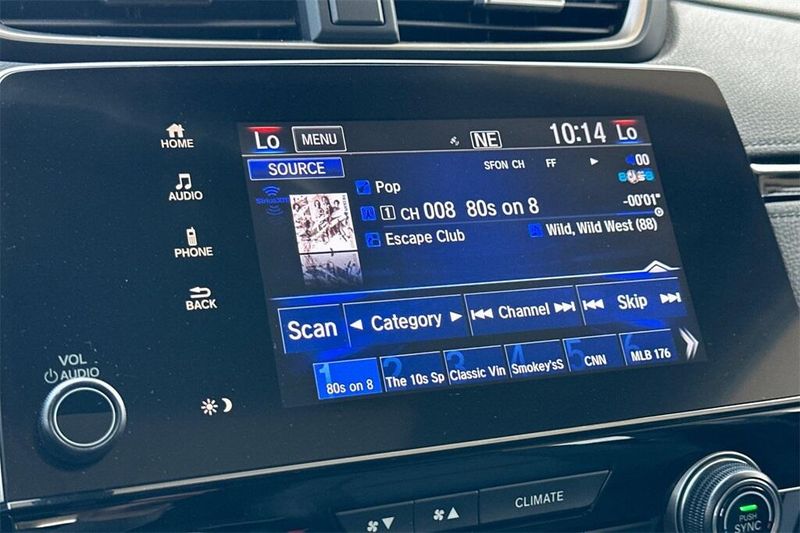 Lo MENU NE 10:14 Lo
SOURCE SFON CH FF
HOME
AUDIO
PHONE
BACK
Pop
1 CH 008 80s on 8 -00'01"
Escape Club Wild, Wild West (88)
Scan Category Channel Skip
1 80s on 8
2 The 10s Sp
3 Classic Vin
4 Smokey'sS
5 CNN
6 MLB 176
VOL
AUDIO
CLIMATE
PUSH
SYNC